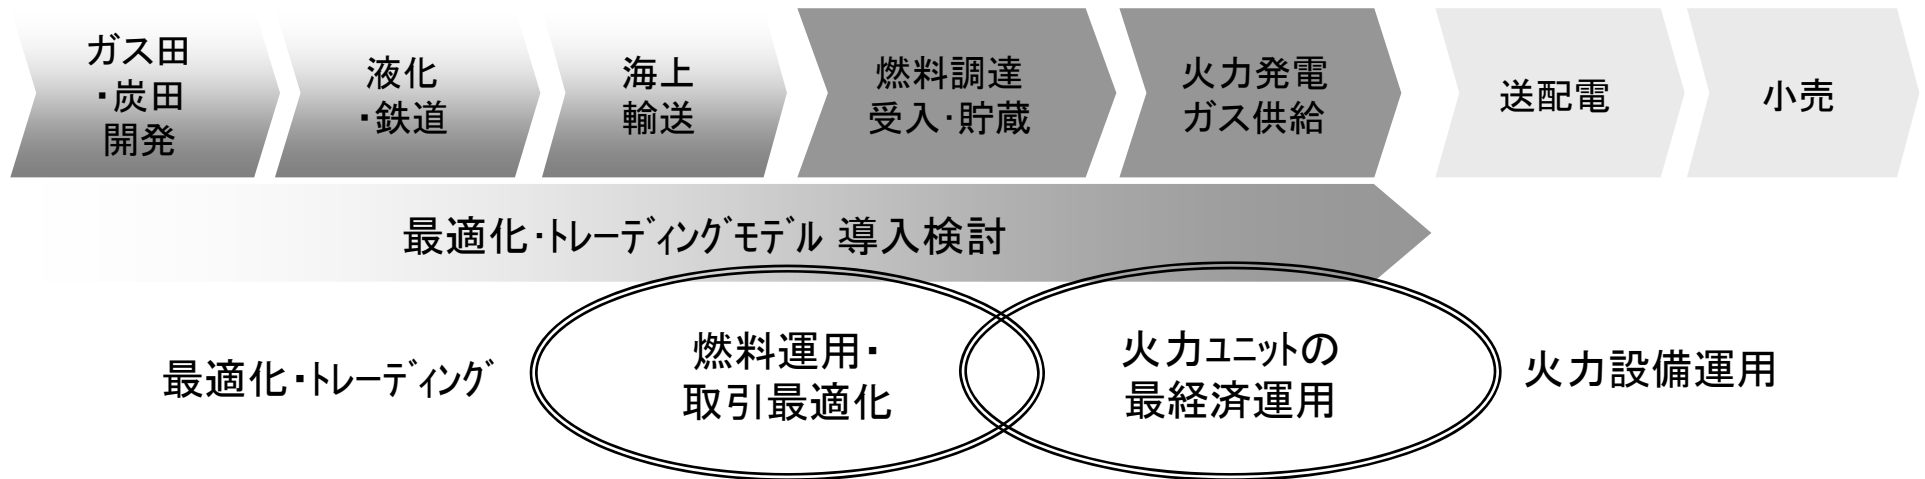 ガス田
・炭田
開発
液化
・鉄道
海上
輸送
燃料調達
受入・貯蔵
火力発電
ガス供給
送配電
小売
最適化・ﾄﾚｰﾃﾞｨﾝｸﾞﾓﾃﾞﾙ 導入検討
最適化・ﾄﾚｰﾃﾞｨﾝｸﾞ
燃料運用・
取引最適化
火力ﾕﾆｯﾄの
最経済運用
火力設備運用